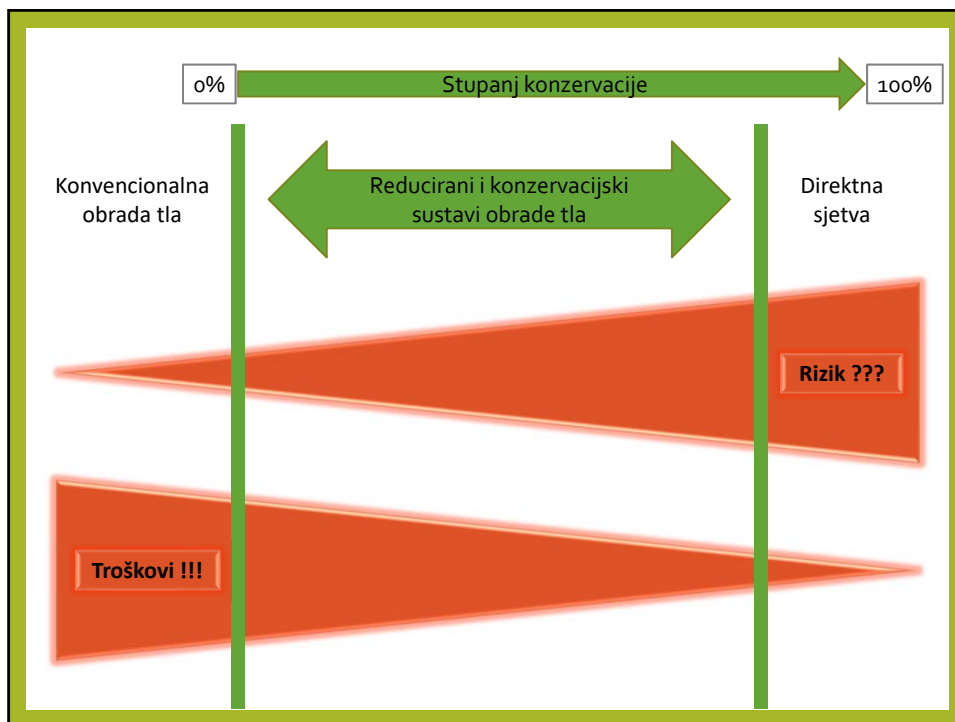 0%
Stupanj konzervacije
100%
Konvencionalna
obrada tla
Reducirani i konzervacijski
sustavi obrade tla
Direktna
sjetva
Rizik ???
Troškovi !!!